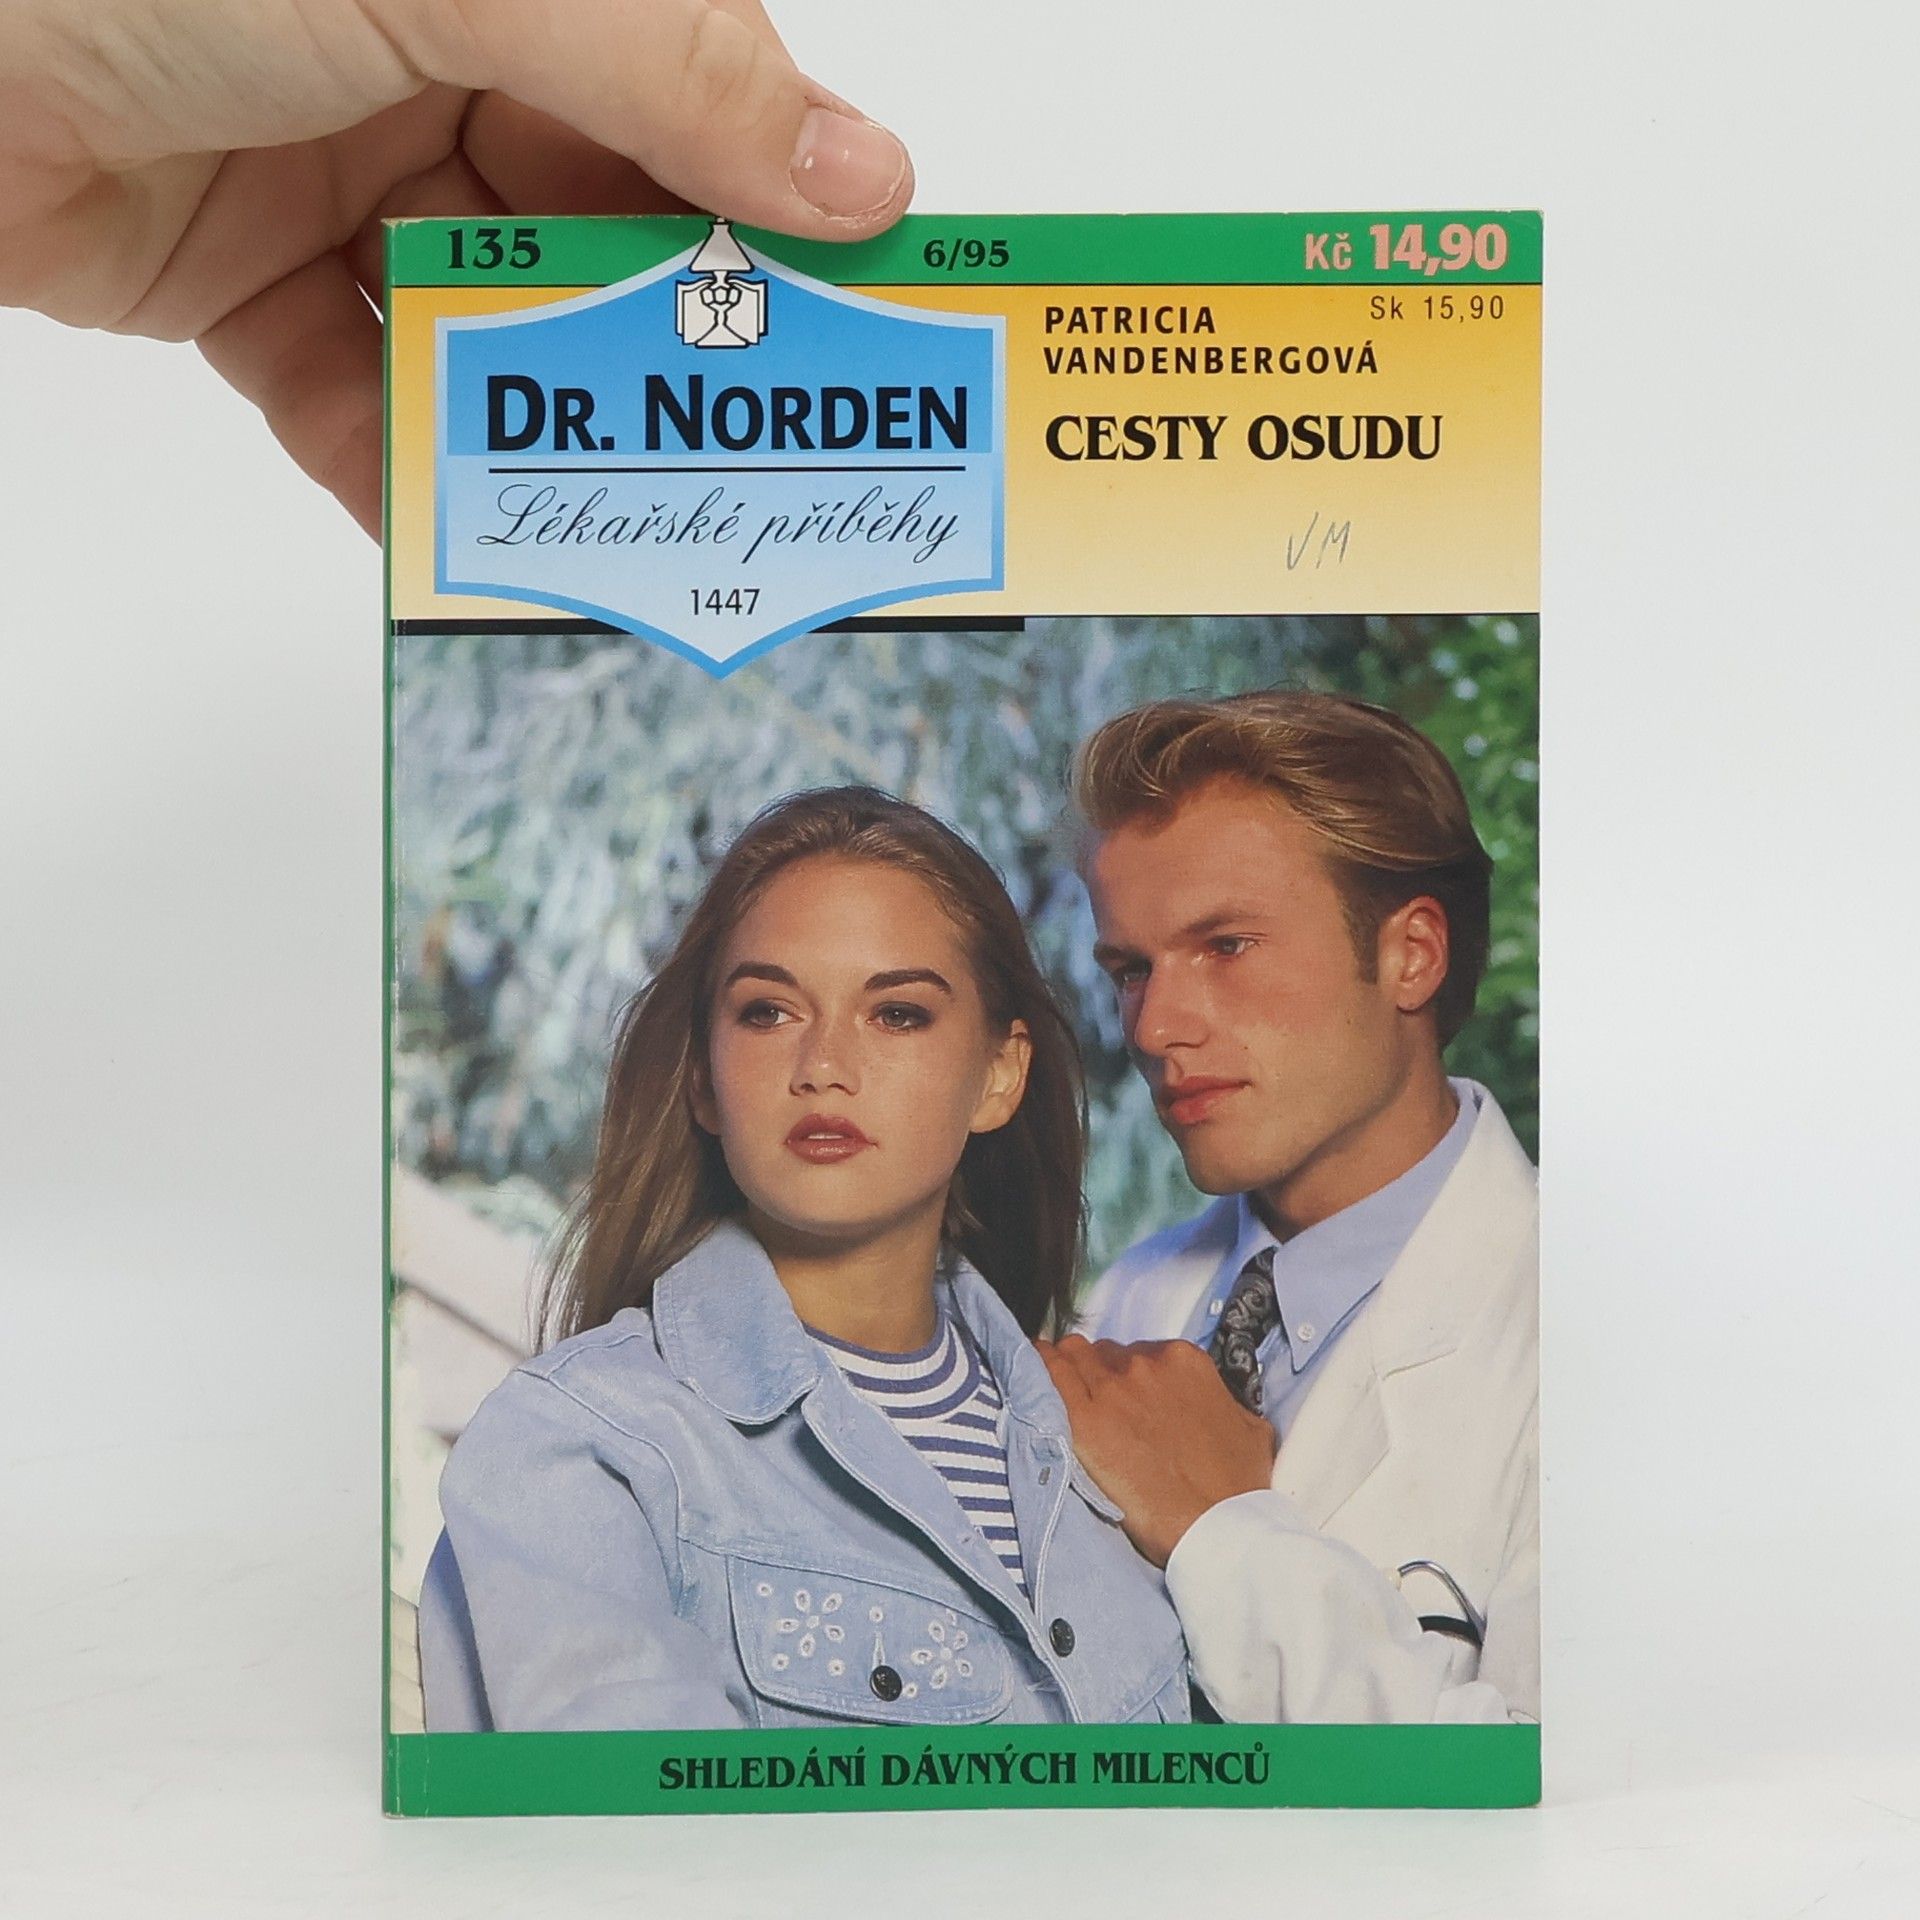 135
6/95
Kč 14,90
Sk 15,90
PATRICIA
VANDENBERGOVÁ
CESTY OSUDU
VM
DR. NORDEN
Lékařské příběhy
1447
SHLEDÁNÍ DÁVNÝCH MILENCŮ